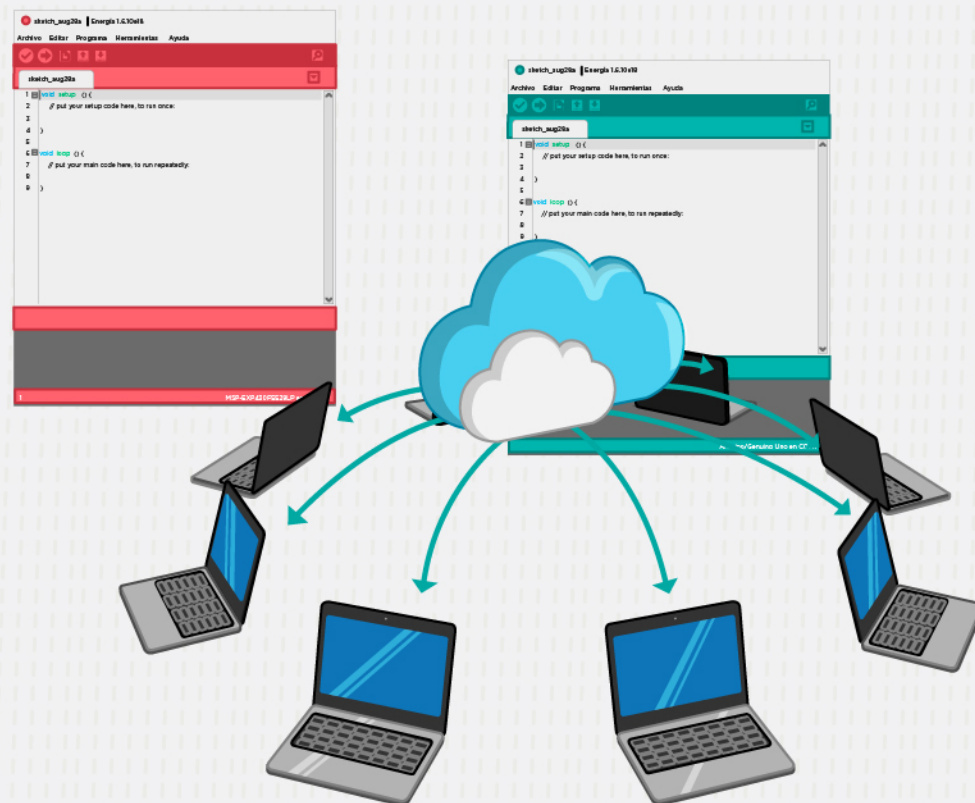 sketch_aug28a | Energia 1.6.10e18
Archivo Editar Programa Herramientas Ayuda
sketch_aug28a
1 void setup () {
2 // put your setup code here, to run once:
3
4 }
5
6 void loop () {
7 // put your main code here, to run repeatedly:
8
9 }
1
sketch_aug28a | Energia 1.6.10e18
Archivo Editar Programa Herramientas Ayuda
sketch_aug28a
1 void setup () {
2 // put your setup code here, to run once:
3
4 }
5
6 void loop () {
7 // put your main code here, to run repeatedly:
8
9 }
/Genuino Uno en